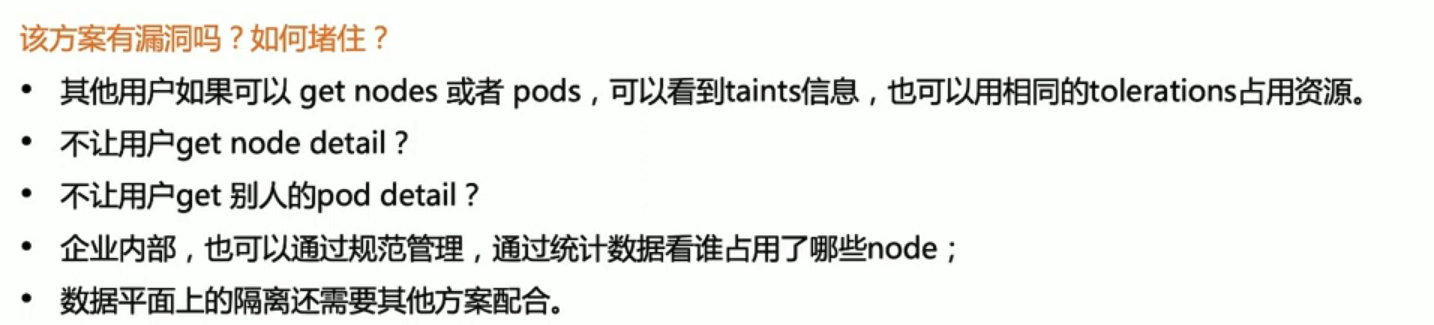 该方案有漏洞吗？如何堵住？
• 其他用户如果可以 get nodes 或者 pods，可以看到taints信息，也可以用相同的tolerations占用资源。
• 不让用户get node detail？
• 不让用户get 别人的pod detail？
• 企业内部，也可以通过规范管理，通过统计数据看谁占用了哪些node；
• 数据平面上的隔离还需要其他方案配合。